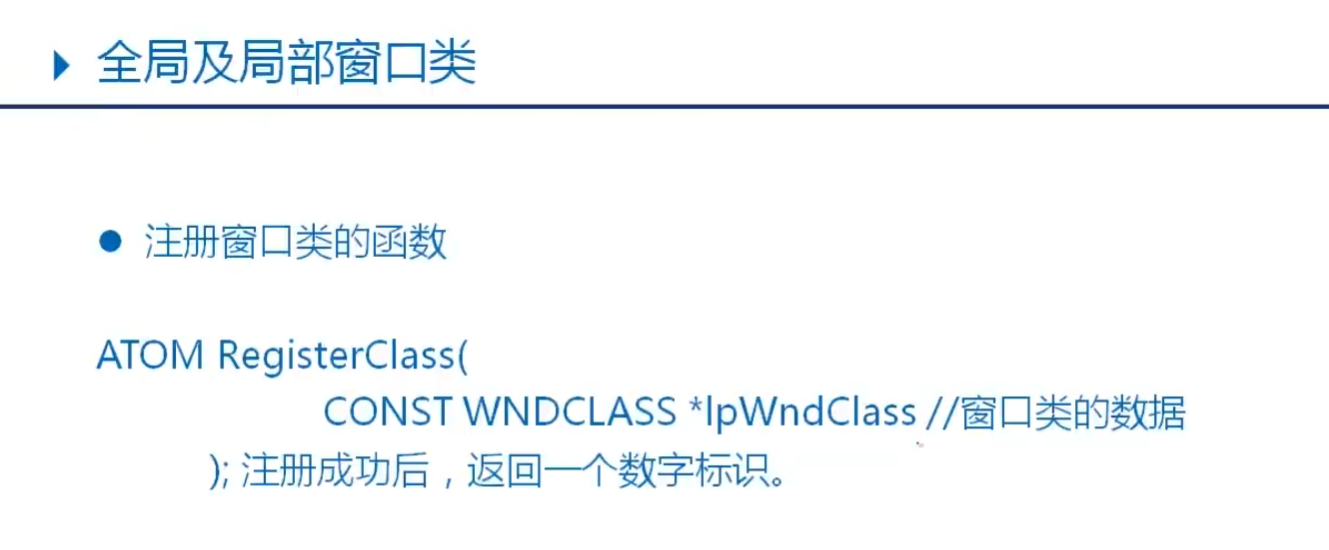 全局及局部窗口类
注册窗口类的函数
ATOM RegisterClass(
CONST WNDCLASS *lpWndClass //窗口类的数据
); 注册成功后，返回一个数字标识。